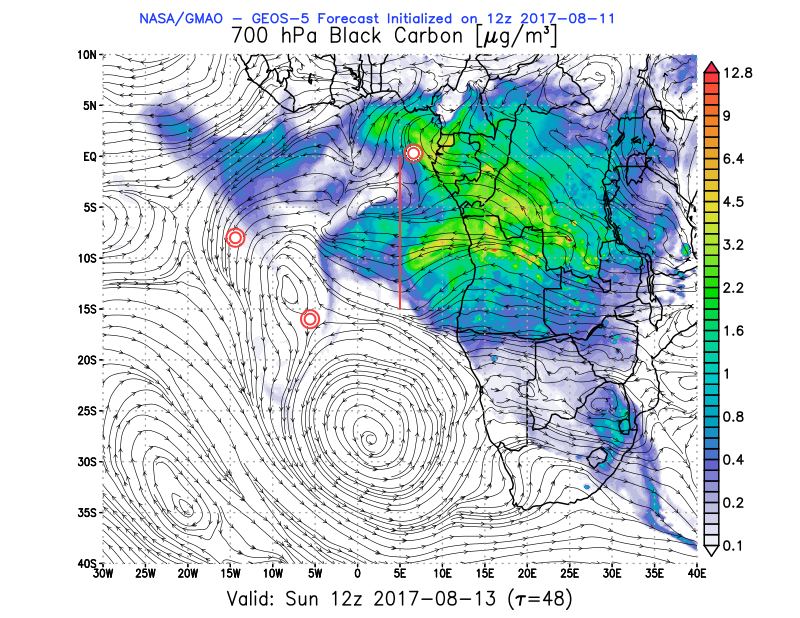 NASA/GMAO − GEOS−5 Forecast Initialized on 12z 2017−08−11
700 hPa Black Carbon [μg/m³]
10N
5N
EQ
5S
10S
15S
20S
25S
30S
35S
40S
30W 25W 20W 15W 10W 5W 0 5E 10E 15E 20E 25E 30E 35E 40E
12.8
9
6.4
4.5
3.2
2.2
1.6
1
0.8
0.4
0.2
0.1
Valid: Sun 12z 2017−08−13 (τ=48)